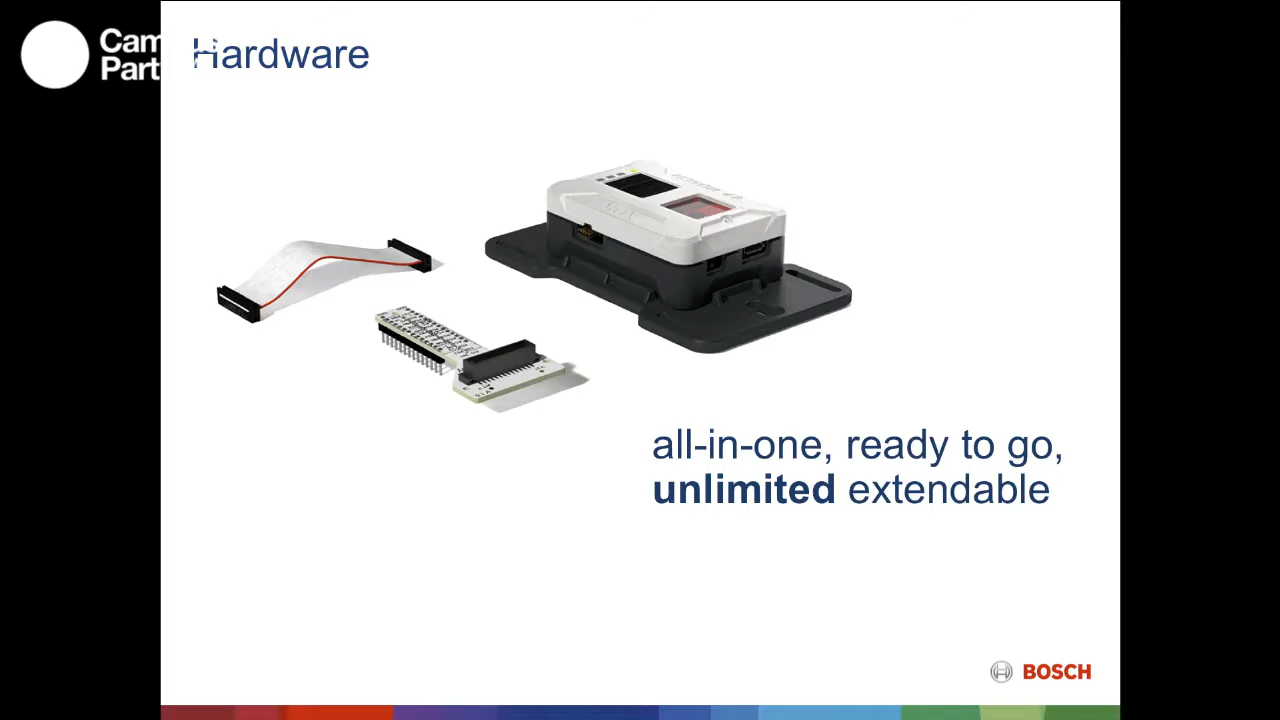 Cam
Part
Hardware
all-in-one, ready to go,
unlimited extendable
BOSCH